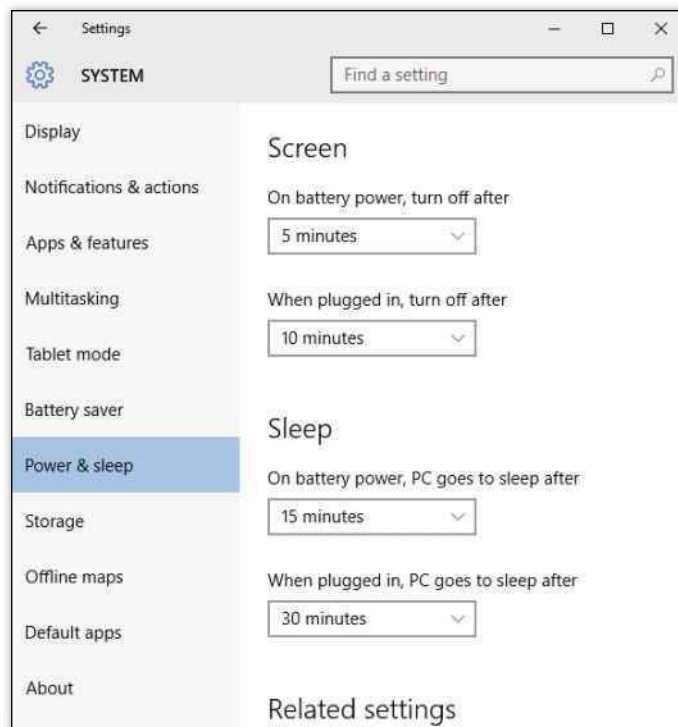 Settings
SYSTEM
Find a setting
Display
Notifications & actions
Apps & features
Multitasking
Tablet mode
Battery saver
Power & sleep
Storage
Offline maps
Default apps
About
Screen
On battery power, turn off after
5 minutes
When plugged in, turn off after
10 minutes
Sleep
On battery power, PC goes to sleep after
15 minutes
When plugged in, PC goes to sleep after
30 minutes
Related settings